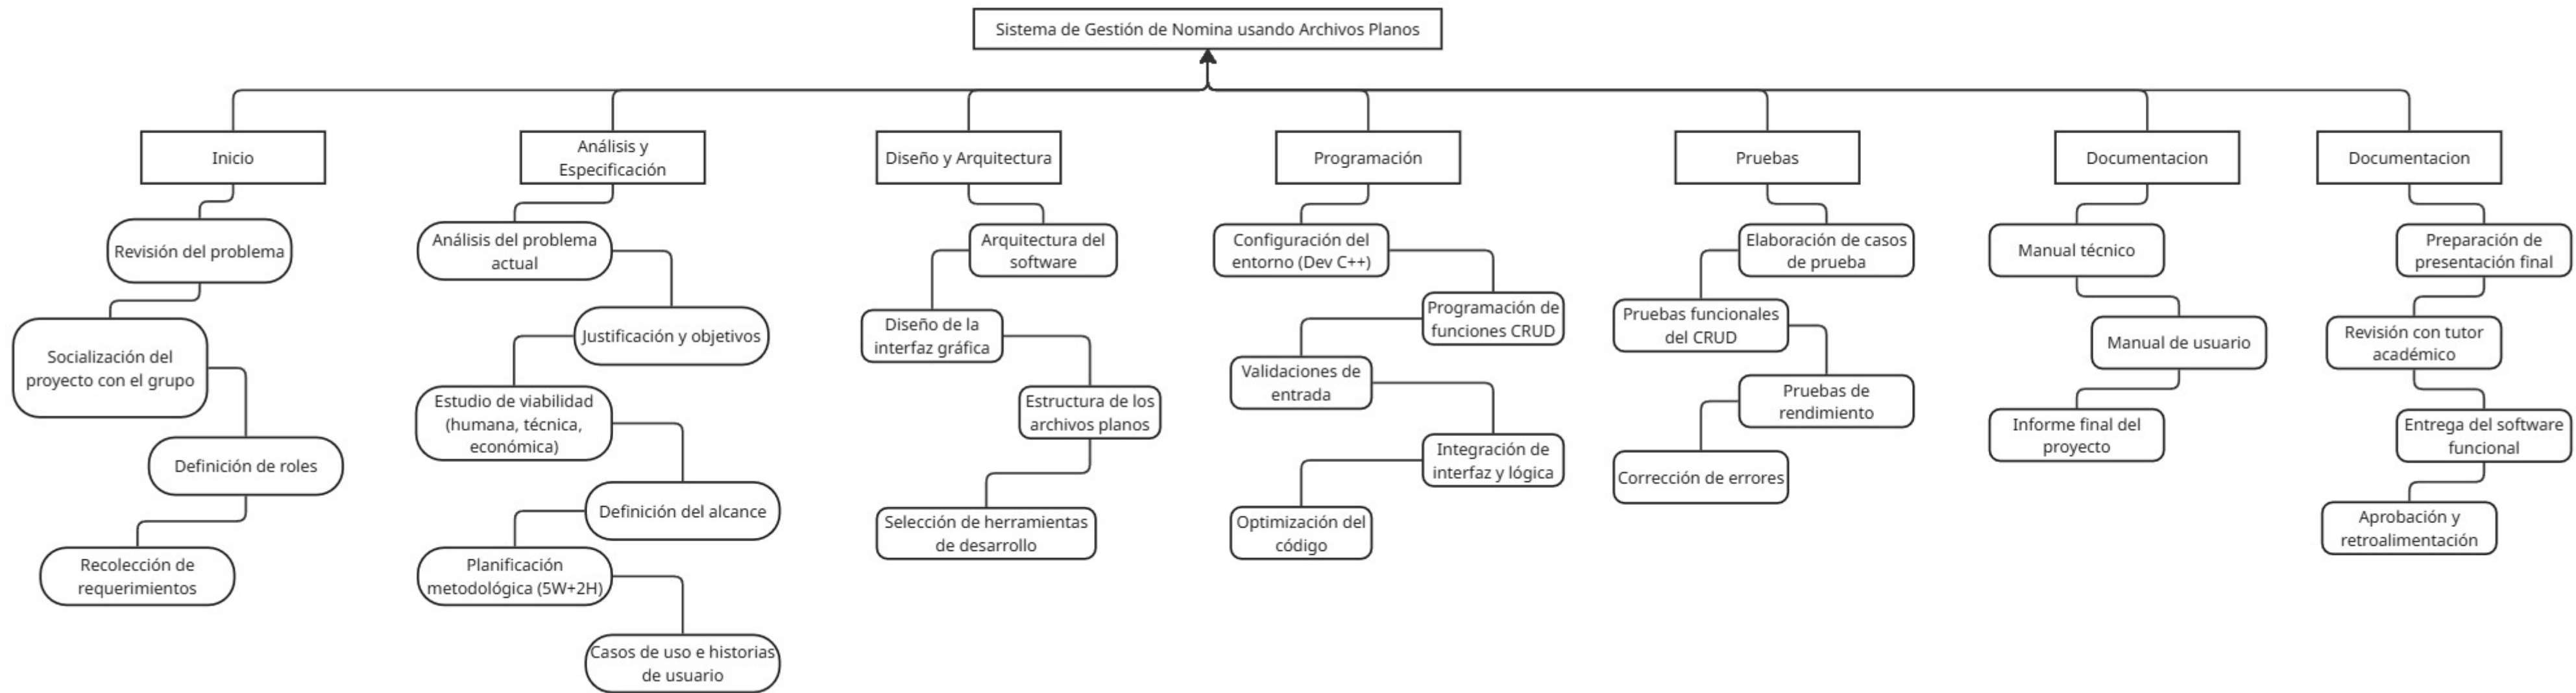 Sistema de Gestión de Nomina usando Archivos Planos
Inicio
Revisión del problema
Socialización del
proyecto con el grupo
Definición de roles
Recolección de
requerimientos
Análisis y
Especificación
Análisis del problema
actual
Justificación y objetivos
Estudio de viabilidad
(humana, técnica,
económica)
Definición del alcance
Planificación
metodológica (5W+2H)
Casos de uso e historias
de usuario
Diseño y Arquitectura
Arquitectura del
software
Diseño de la
interfaz gráfica
Estructura de los
archivos planos
Selección de herramientas
de desarrollo
Programación
Configuración del
entorno (Dev C++)
Programación de
funciones CRUD
Validaciones de
entrada
Integración de
interfaz y lógica
Optimización del
código
Pruebas
Elaboración de casos
de prueba
Pruebas funcionales
del CRUD
Pruebas de
rendimiento
Corrección de errores
Documentacion
Manual técnico
Manual de usuario
Informe final del
proyecto
Documentacion
Preparación de
presentación final
Revisión con tutor
académico
Entrega del software
funcional
Aprobación y
retroalimentación